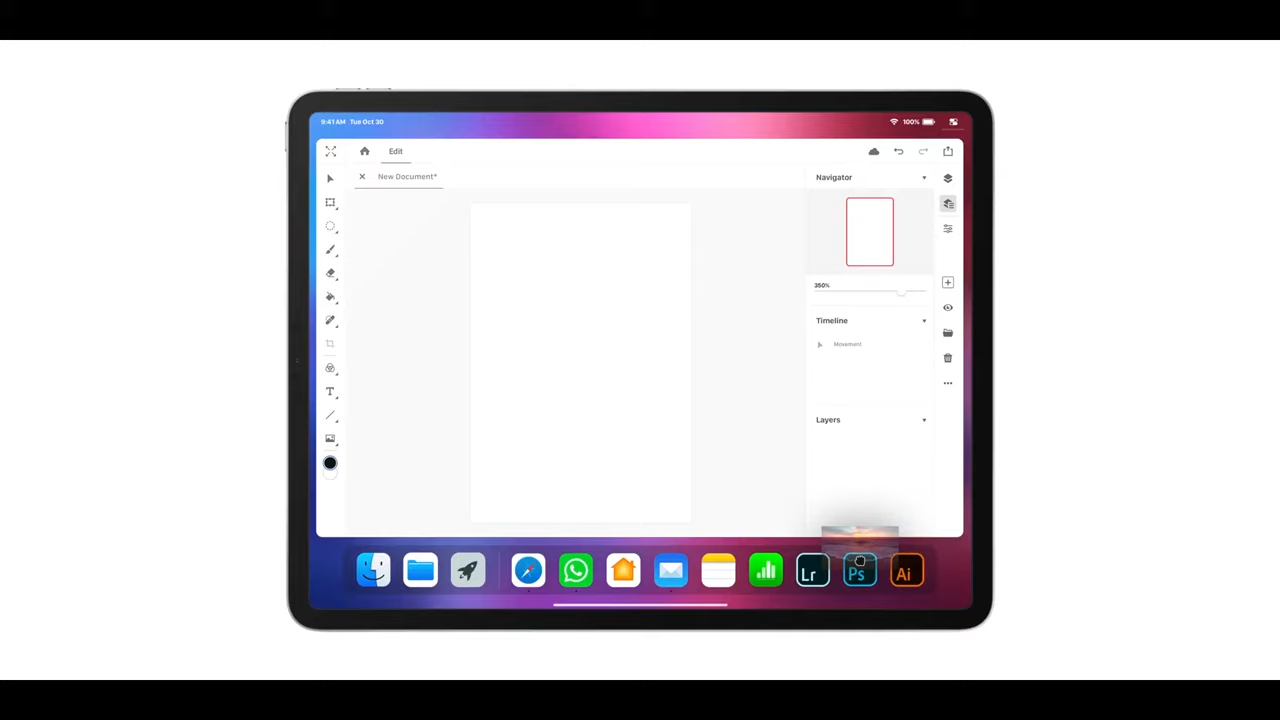 9:41 AM Tue Oct 30
100%
Edit
New Document*
Navigator
350%
Timeline
Movement
Layers
Lr
Ps
Ai